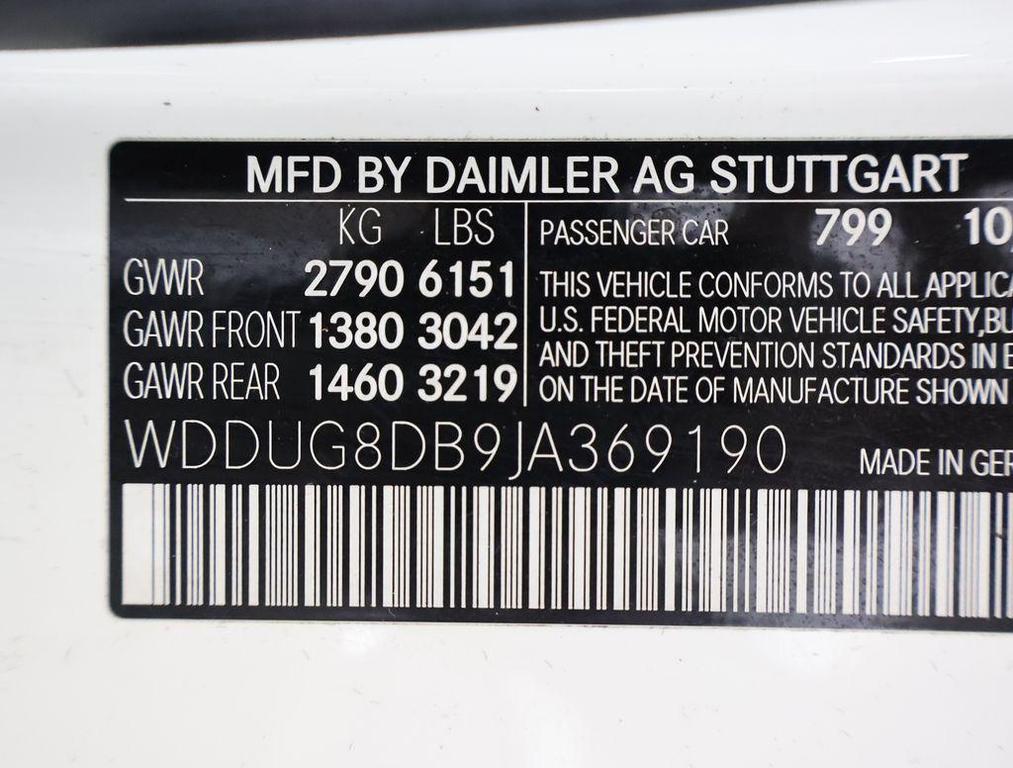 MFD BY DAIMLER AG STUTTGART
KG LBS
GVWR 2790 6151
GAWR FRONT 1380 3042
GAWR REAR 1460 3219
PASSENGER CAR 799 10
THIS VEHICLE CONFORMS TO ALL
U.S. FEDERAL MOTOR VEHICLE SAFETY,
AND THEFT PREVENTION STANDARDS IN
ON THE DATE OF MANUFACTURE SHOWN
WDDUG8DB9JA369190
MADE IN